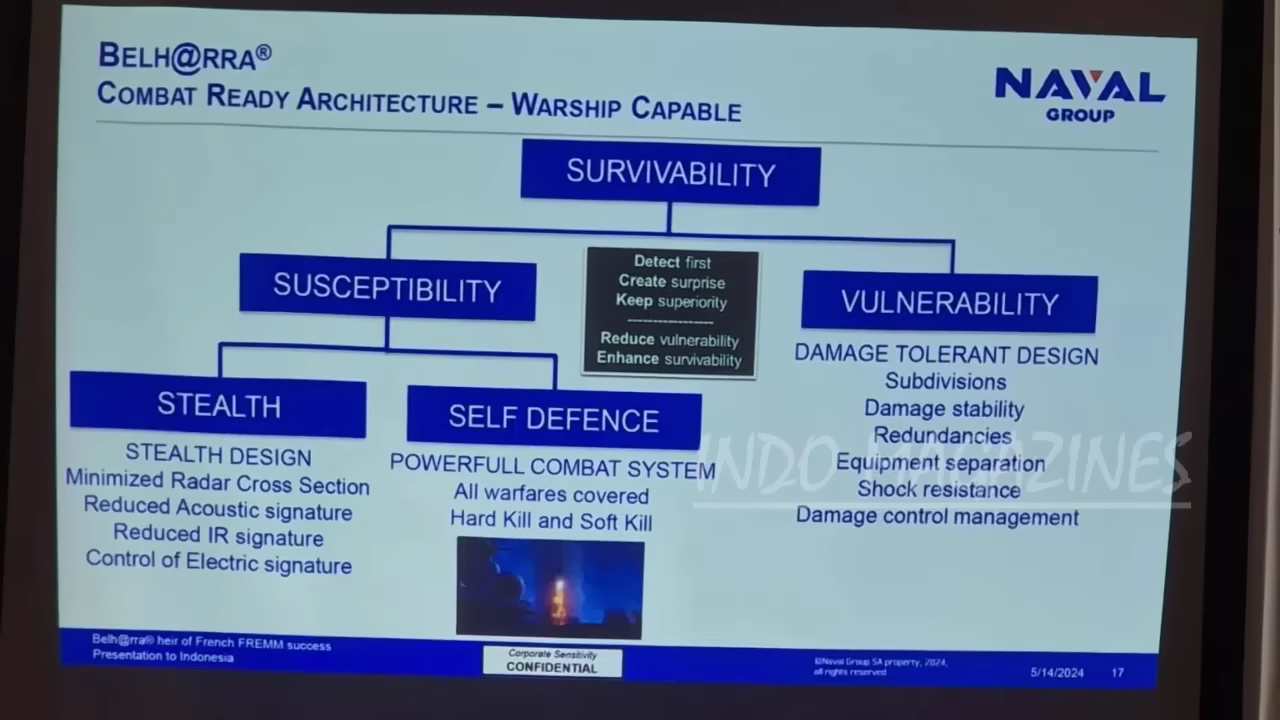 BELH@RRA®
COMBAT READY ARCHITECTURE – WARSHIP CAPABLE
NAVAL
GROUP
SURVIVABILITY
SUSCEPTIBILITY
Detect first
Create surprise
Keep superiority
------------------
Reduce vulnerability
Enhance survivability
VULNERABILITY
DAMAGE TOLERANT DESIGN
Subdivisions
Damage stability
Redundancies
Equipment separation
Shock resistance
Damage control management
STEALTH
STEALTH DESIGN
Minimized Radar Cross Section
Reduced Acoustic signature
Reduced IR signature
Control of Electric signature
SELF DEFENCE
POWERFULL COMBAT SYSTEM
All warfares covered
Hard Kill and Soft Kill
INDO MAGAZINES
Belh@rra® heir of French FREMM success
Presentation to Indonesia
Corporate Sensitivity
CONFIDENTIAL
©Naval Group SA property, 2024,
all rights reserved
5/14/2024
17